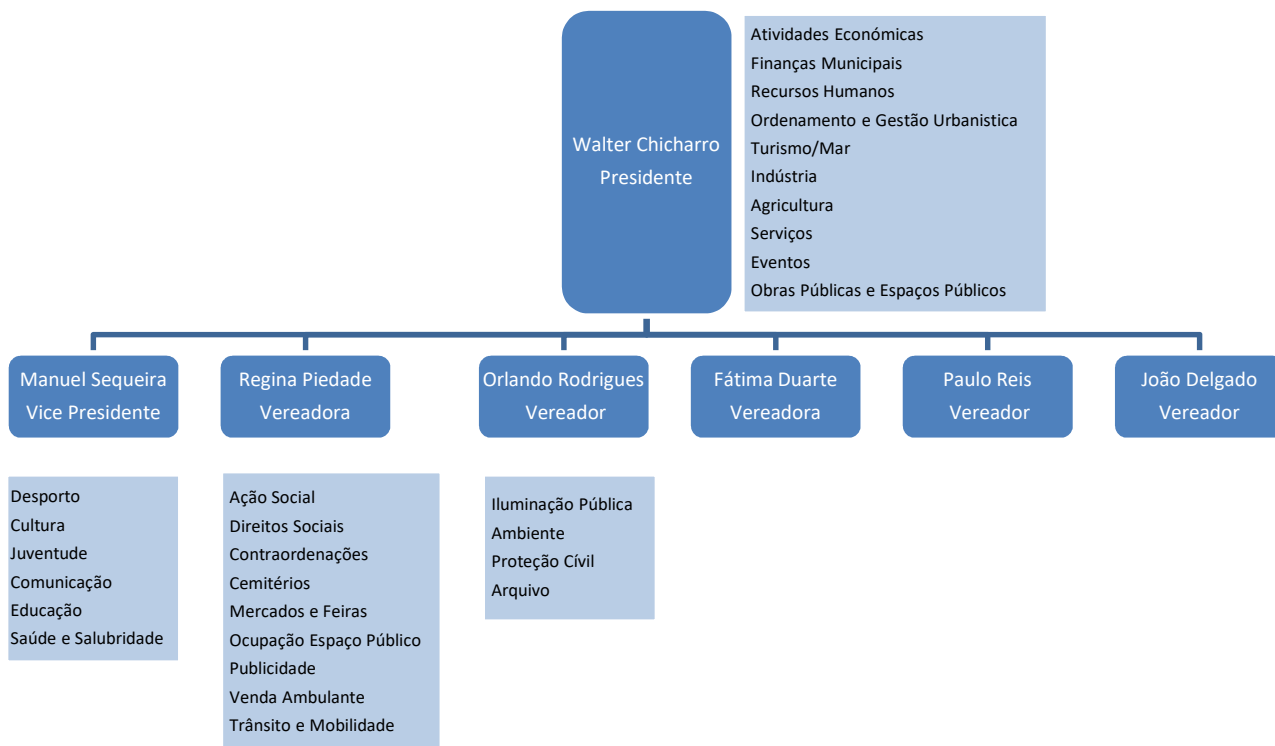 Walter Chicharro
Presidente
Atividades Económicas
Finanças Municipais
Recursos Humanos
Ordenamento e Gestão Urbanistica
Turismo/Mar
Indústria
Agricultura
Serviços
Eventos
Obras Públicas e Espaços Públicos
Manuel Sequeira
Vice Presidente
Regina Piedade
Vereadora
Orlando Rodrigues
Vereador
Fátima Duarte
Vereadora
Paulo Reis
Vereador
João Delgado
Vereador
Desporto
Cultura
Juventude
Comunicação
Educação
Saúde e Salubridade
Ação Social
Direitos Sociais
Contraordenações
Cemitérios
Mercados e Feiras
Ocupação Espaço Público
Publicidade
Venda Ambulante
Trânsito e Mobilidade
Iluminação Pública
Ambiente
Proteção Cívil
Arquivo